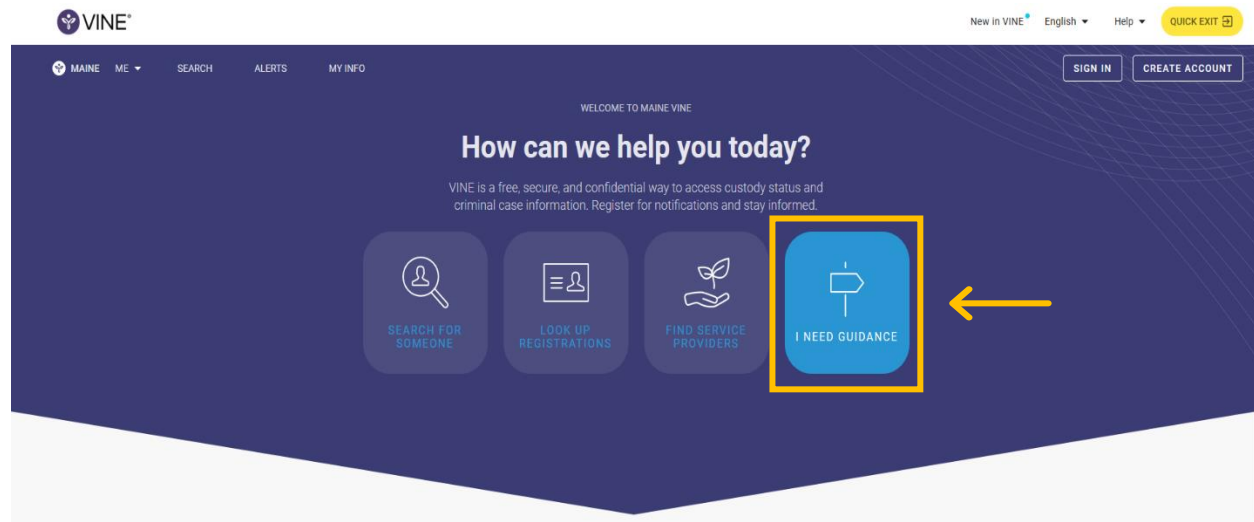 VINE®
New in VINE English Help QUICK EXIT
MAINE ME SEARCH ALERTS MY INFO SIGN IN CREATE ACCOUNT
WELCOME TO MAINE VINE
How can we help you today?
VINE is a free, secure, and confidential way to access custody status and
criminal case information. Register for notifications and stay informed.
SEARCH FOR
SOMEONE
LOOK UP
REGISTRATIONS
FIND SERVICE
PROVIDERS
I NEED GUIDANCE